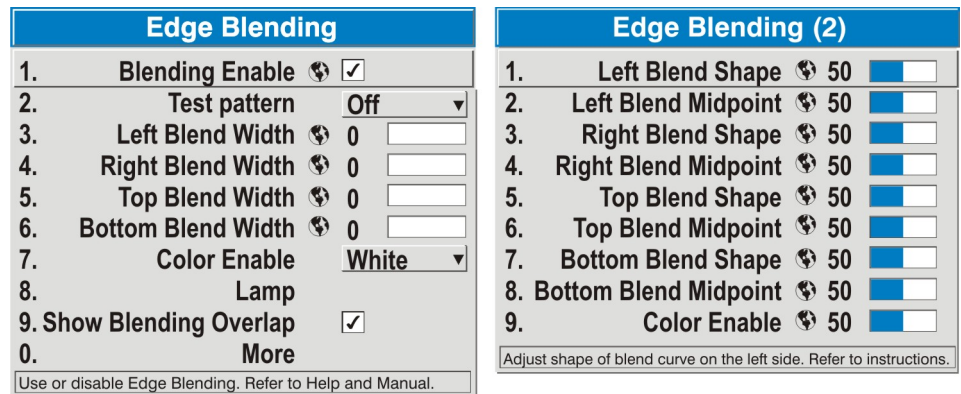 Edge Blending
1. Blending Enable
2. Test pattern Off
3. Left Blend Width 0
4. Right Blend Width 0
5. Top Blend Width 0
6. Bottom Blend Width 0
7. Color Enable White
8. Lamp
9. Show Blending Overlap
0. More
Use or disable Edge Blending. Refer to Help and Manual.
Edge Blending (2)
1. Left Blend Shape 50
2. Left Blend Midpoint 50
3. Right Blend Shape 50
4. Right Blend Midpoint 50
5. Top Blend Shape 50
6. Top Blend Midpoint 50
7. Bottom Blend Shape 50
8. Bottom Blend Midpoint 50
9. Color Enable 50
Adjust shape of blend curve on the left side. Refer to instructions.